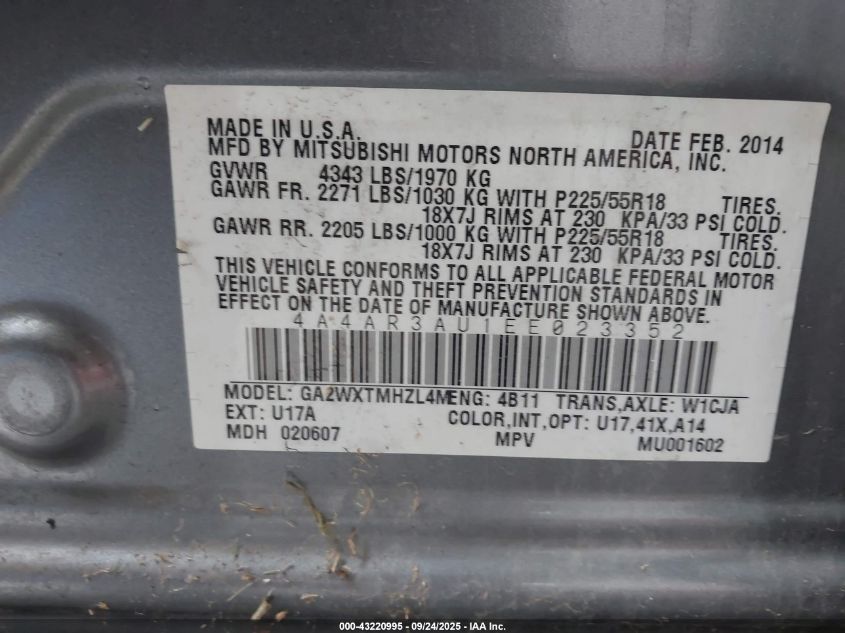 MADE IN U.S.A. DATE FEB. 2014
MFD BY MITSUBISHI MOTORS NORTH AMERICA, INC.
GVWR 4343 LBS/1970 KG
GAWR FR. 2271 LBS/1030 KG WITH P225/55R18 TIRES.
18X7J RIMS AT 230 KPA/33 PSI COLD.
GAWR RR. 2205 LBS/1000 KG WITH P225/55R18 TIRES.
18X7J RIMS AT 230 KPA/33 PSI COLD.
THIS VEHICLE CONFORMS TO ALL APPLICABLE FEDERAL MOTOR
VEHICLE SAFETY AND THEFT PREVENTION STANDARDS IN
EFFECT ON THE DATE OF MANUFACTURE SHOWN ABOVE.
4A4AR3AU1EE023352
MODEL: GA2WXTMHZL4M ENG: 4B11 TRANS,AXLE: W1CJA
EXT: U17A COLOR,INT,OPT: U17,41X,A14
MDH 020607 MPV MU001602
000-43220995 - 09/24/2025 - IAA Inc.